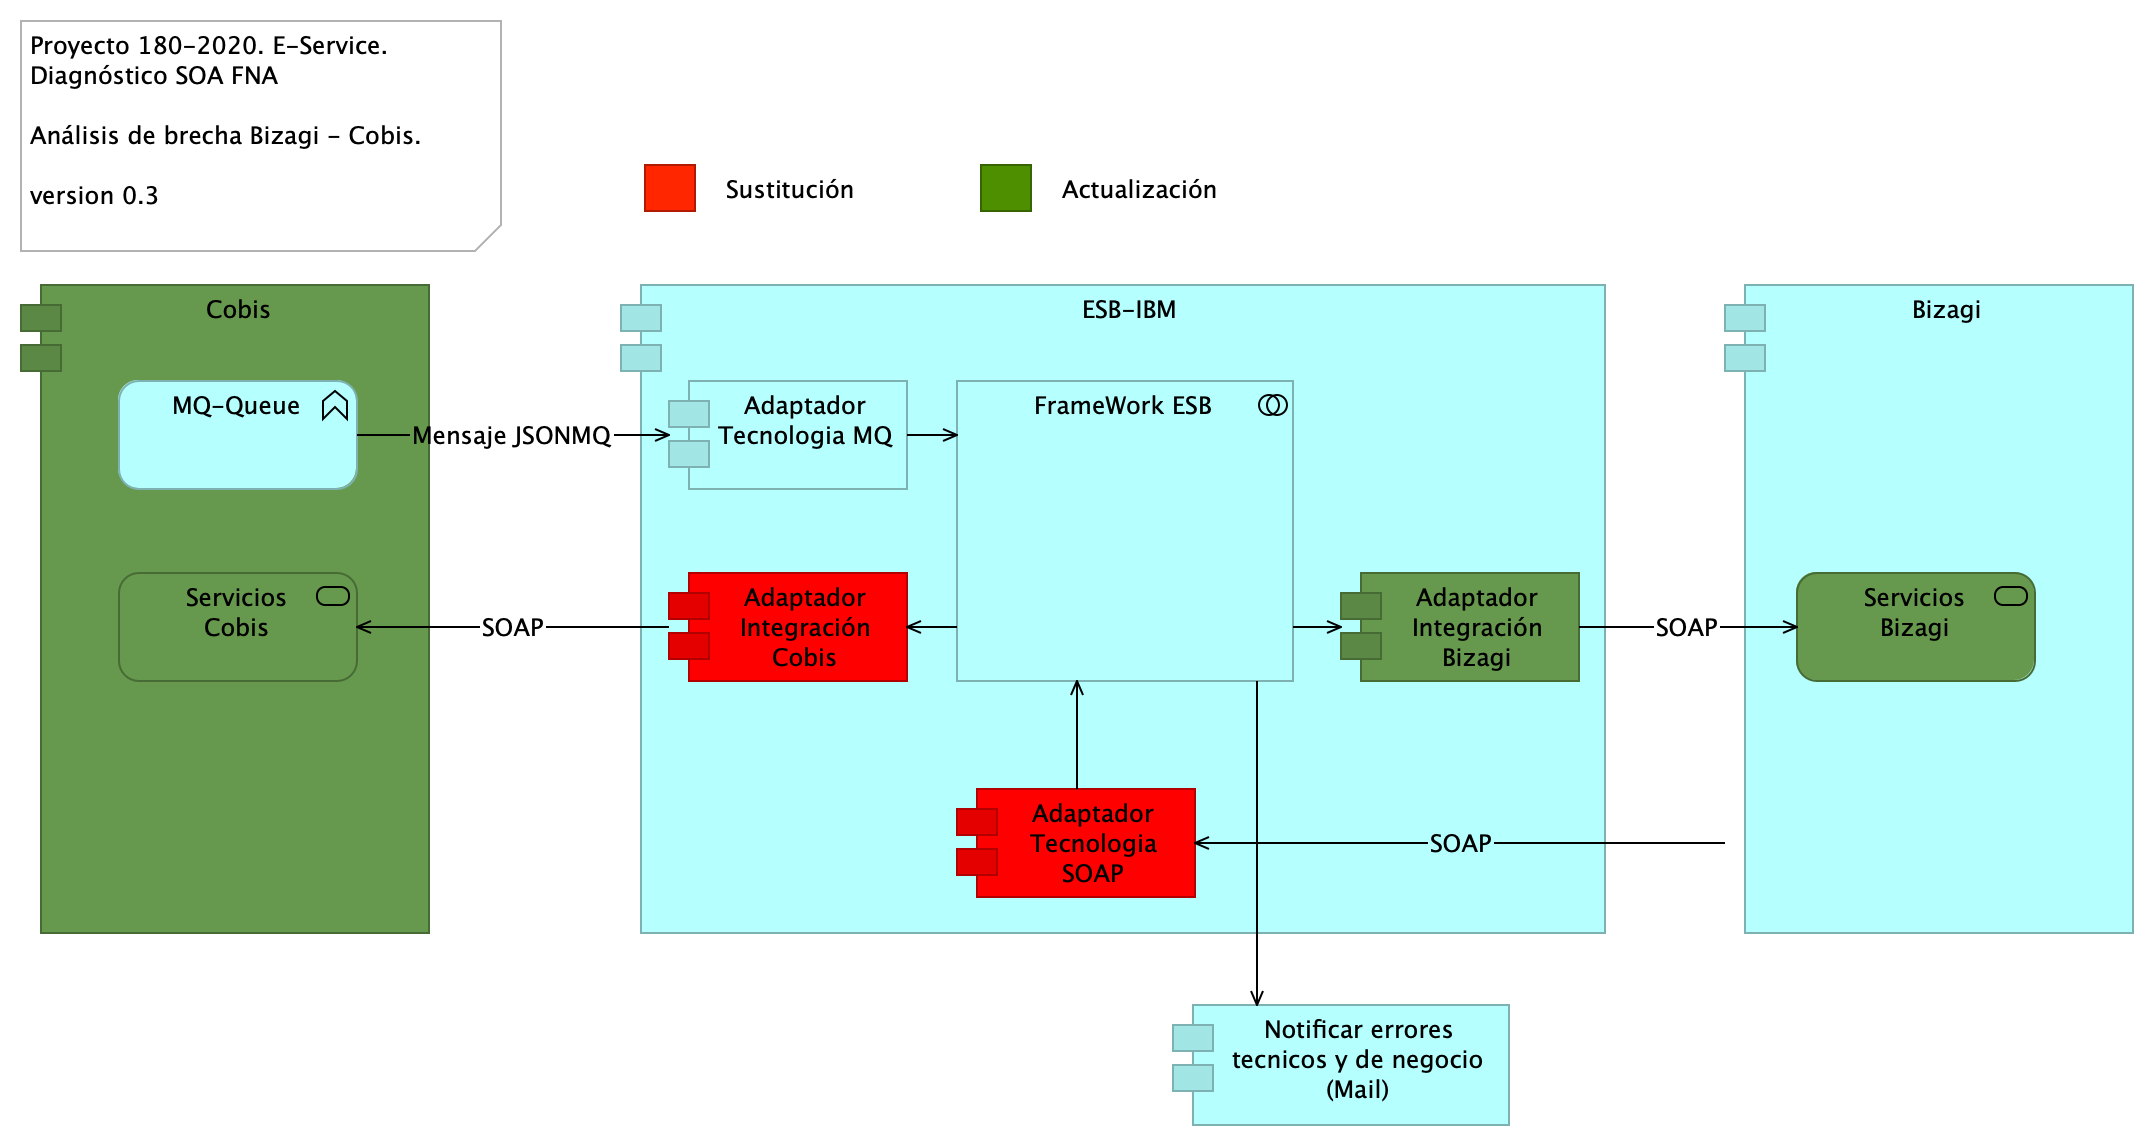 Proyecto 180-2020. E-Service.
Diagnóstico SOA FNA
Análisis de brecha Bizagi - Cobis.
version 0.3
Sustitución
Actualización
Cobis
ESB-IBM
Bizagi
MQ-Queue
Mensaje JSONMQ
Adaptador
Tecnologia MQ
FrameWork ESB
Servicios
Cobis
SOAP
Adaptador
Integración
Cobis
Adaptador
Integración
Bizagi
SOAP
Servicios
Bizagi
Adaptador
Tecnologia
SOAP
SOAP
Notificar errores
tecnicos y de negocio
(Mail)